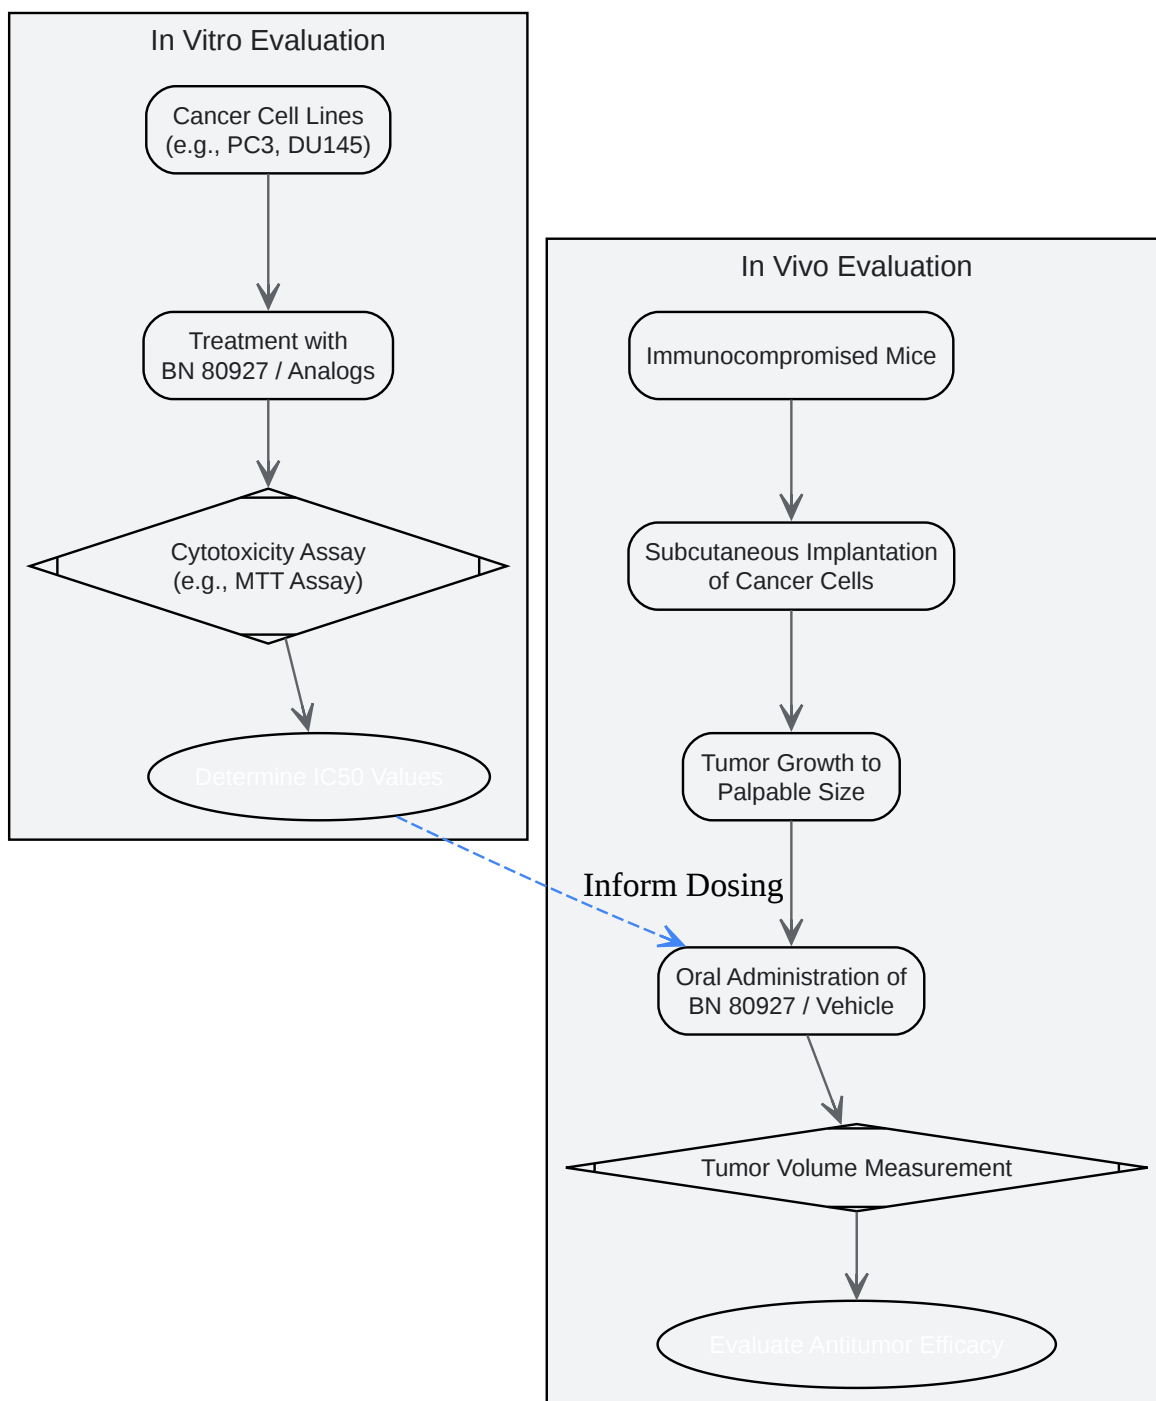 In Vitro Evaluation
Cancer Cell Lines
(e.g., PC3, DU145)
Treatment with
BN 80927 / Analogs
Cytotoxicity Assay
(e.g., MTT Assay)
Determine IC50 Values
Inform Dosing
In Vivo Evaluation
Immunocompromised Mice
Subcutaneous Implantation
of Cancer Cells
Tumor Growth to
Palpable Size
Oral Administration of
BN 80927 / Vehicle
Tumor Volume Measurement
Evaluate Antitumor Efficacy